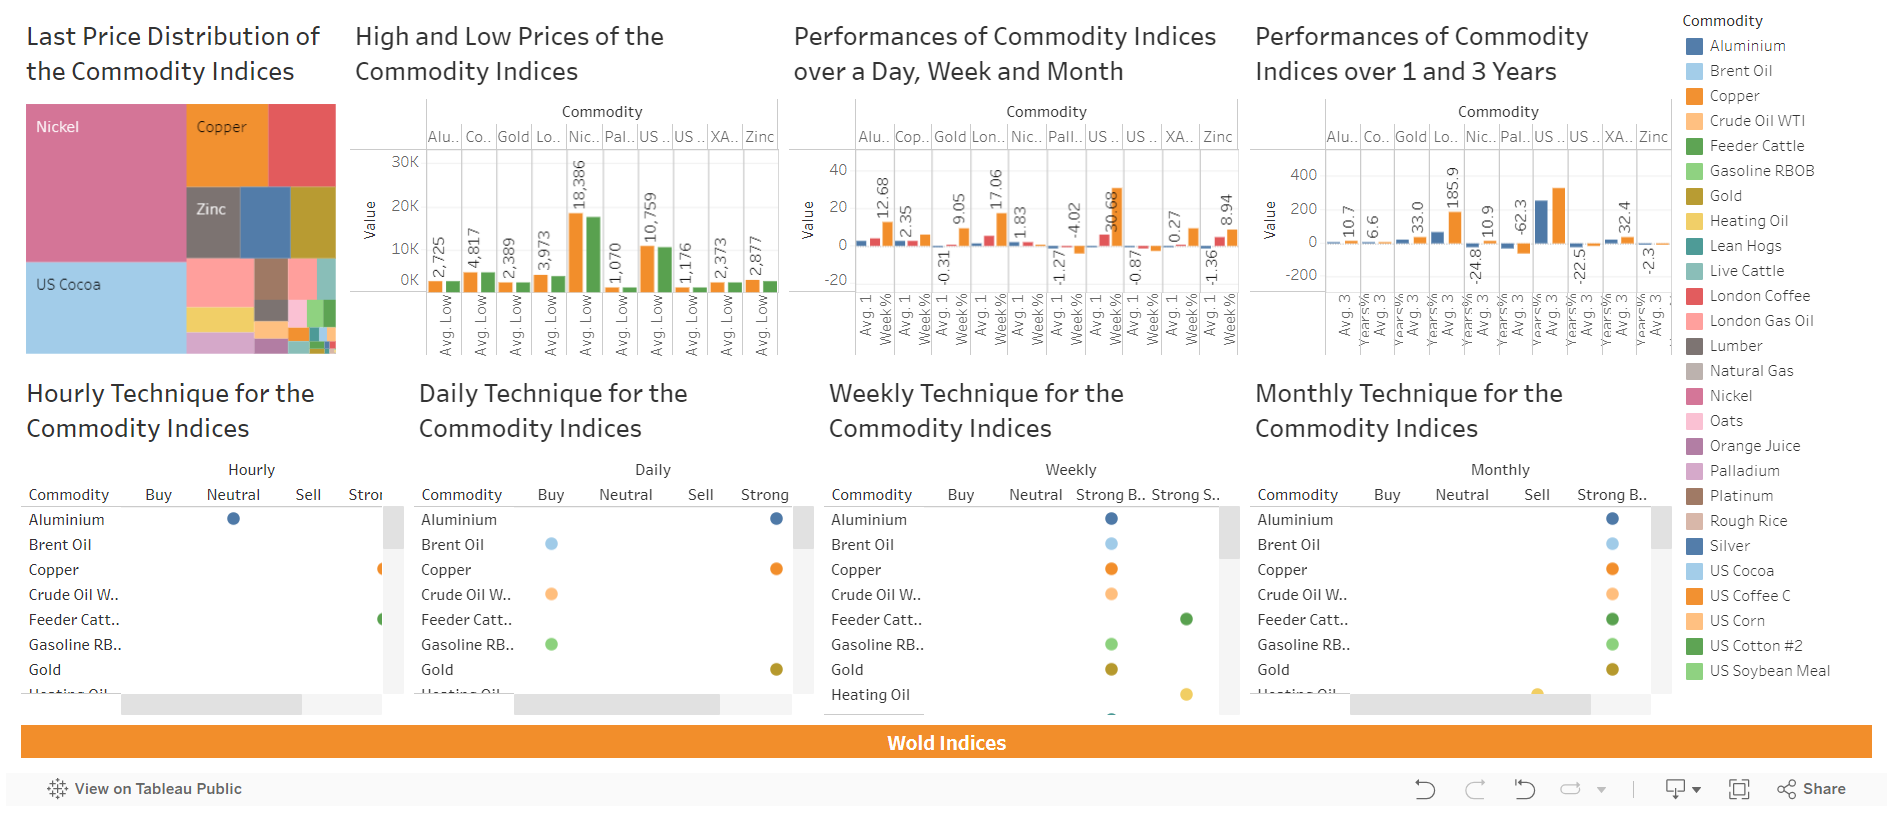 Last Price Distribution of
the Commodity Indices
Nickel
Copper
Zinc
US Cocoa
High and Low Prices of the
Commodity Indices
Commodity
Alu.. Co.. Gold Lo.. Nic.. Pal.. US .. US .. XA.. Zinc
Value
30K
20K
10K
0K
2,725
4,817
2,389
3,973
18,386
1,070
10,759
1,176
2,373
2,877
Avg. Low
Avg. Low
Avg. Low
Avg. Low
Avg. Low
Avg. Low
Avg. Low
Avg. Low
Avg. Low
Avg. Low
Performances of Commodity Indices
over a Day, Week and Month
Commodity
Alu.. Cop.. Gold Lon.. Nic.. Pall.. US .. US .. XA.. Zinc
Value
40
20
0
-20
12.68
2.35
-0.31
9.05
17.06
1.83
-1.27
-4.02
30.68
-0.87
0.27
-1.36
8.94
Avg. 1
Week%
Avg. 1
Week%
Avg. 1
Week%
Avg. 1
Week%
Avg. 1
Week%
Avg. 1
Week%
Avg. 1
Week%
Avg. 1
Week%
Avg. 1
Week%
Avg. 1
Week%
Performances of Commodity
Indices over 1 and 3 Years
Commodity
Alu.. Co.. Gold Lo.. Nic.. Pal.. US .. US .. XA.. Zinc
Value
400
200
0
-200
10.7
6.6
33.0
185.9
-24.8
10.9
-62.3
-22.5
32.4
-2.3
Avg. 3
Years%
Avg. 3
Years%
Avg. 3
Years%
Avg. 3
Years%
Avg. 3
Years%
Avg. 3
Years%
Avg. 3
Years%
Avg. 3
Years%
Avg. 3
Years%
Avg. 3
Commodity
Aluminium
Brent Oil
Copper
Crude Oil WTI
Feeder Cattle
Gasoline RBOB
Gold
Heating Oil
Lean Hogs
Live Cattle
London Coffee
London Gas Oil
Lumber
Natural Gas
Nickel
Oats
Orange Juice
Palladium
Platinum
Rough Rice
Silver
US Cocoa
US Coffee C
US Corn
US Cotton #2
US Soybean Meal
Hourly Technique for the
Commodity Indices
Hourly
Commodity Buy Neutral Sell Stror
Aluminium
Brent Oil
Copper
Crude Oil W..
Feeder Catt..
Gasoline RB..
Gold
Heating Oil
Daily Technique for the
Commodity Indices
Daily
Commodity Buy Neutral Sell Strong
Aluminium
Brent Oil
Copper
Crude Oil W..
Feeder Catt..
Gasoline RB..
Gold
Heating Oil
Weekly Technique for the
Commodity Indices
Weekly
Commodity Buy Neutral Strong B.. Strong S..
Aluminium
Brent Oil
Copper
Crude Oil W..
Feeder Catt..
Gasoline RB..
Gold
Heating Oil
Monthly Technique for the
Commodity Indices
Monthly
Commodity Buy Neutral Sell Strong B..
Aluminium
Brent Oil
Copper
Crude Oil W..
Feeder Catt..
Gasoline RB..
Gold
Heating Oil
Wold Indices
View on Tableau Public
Share